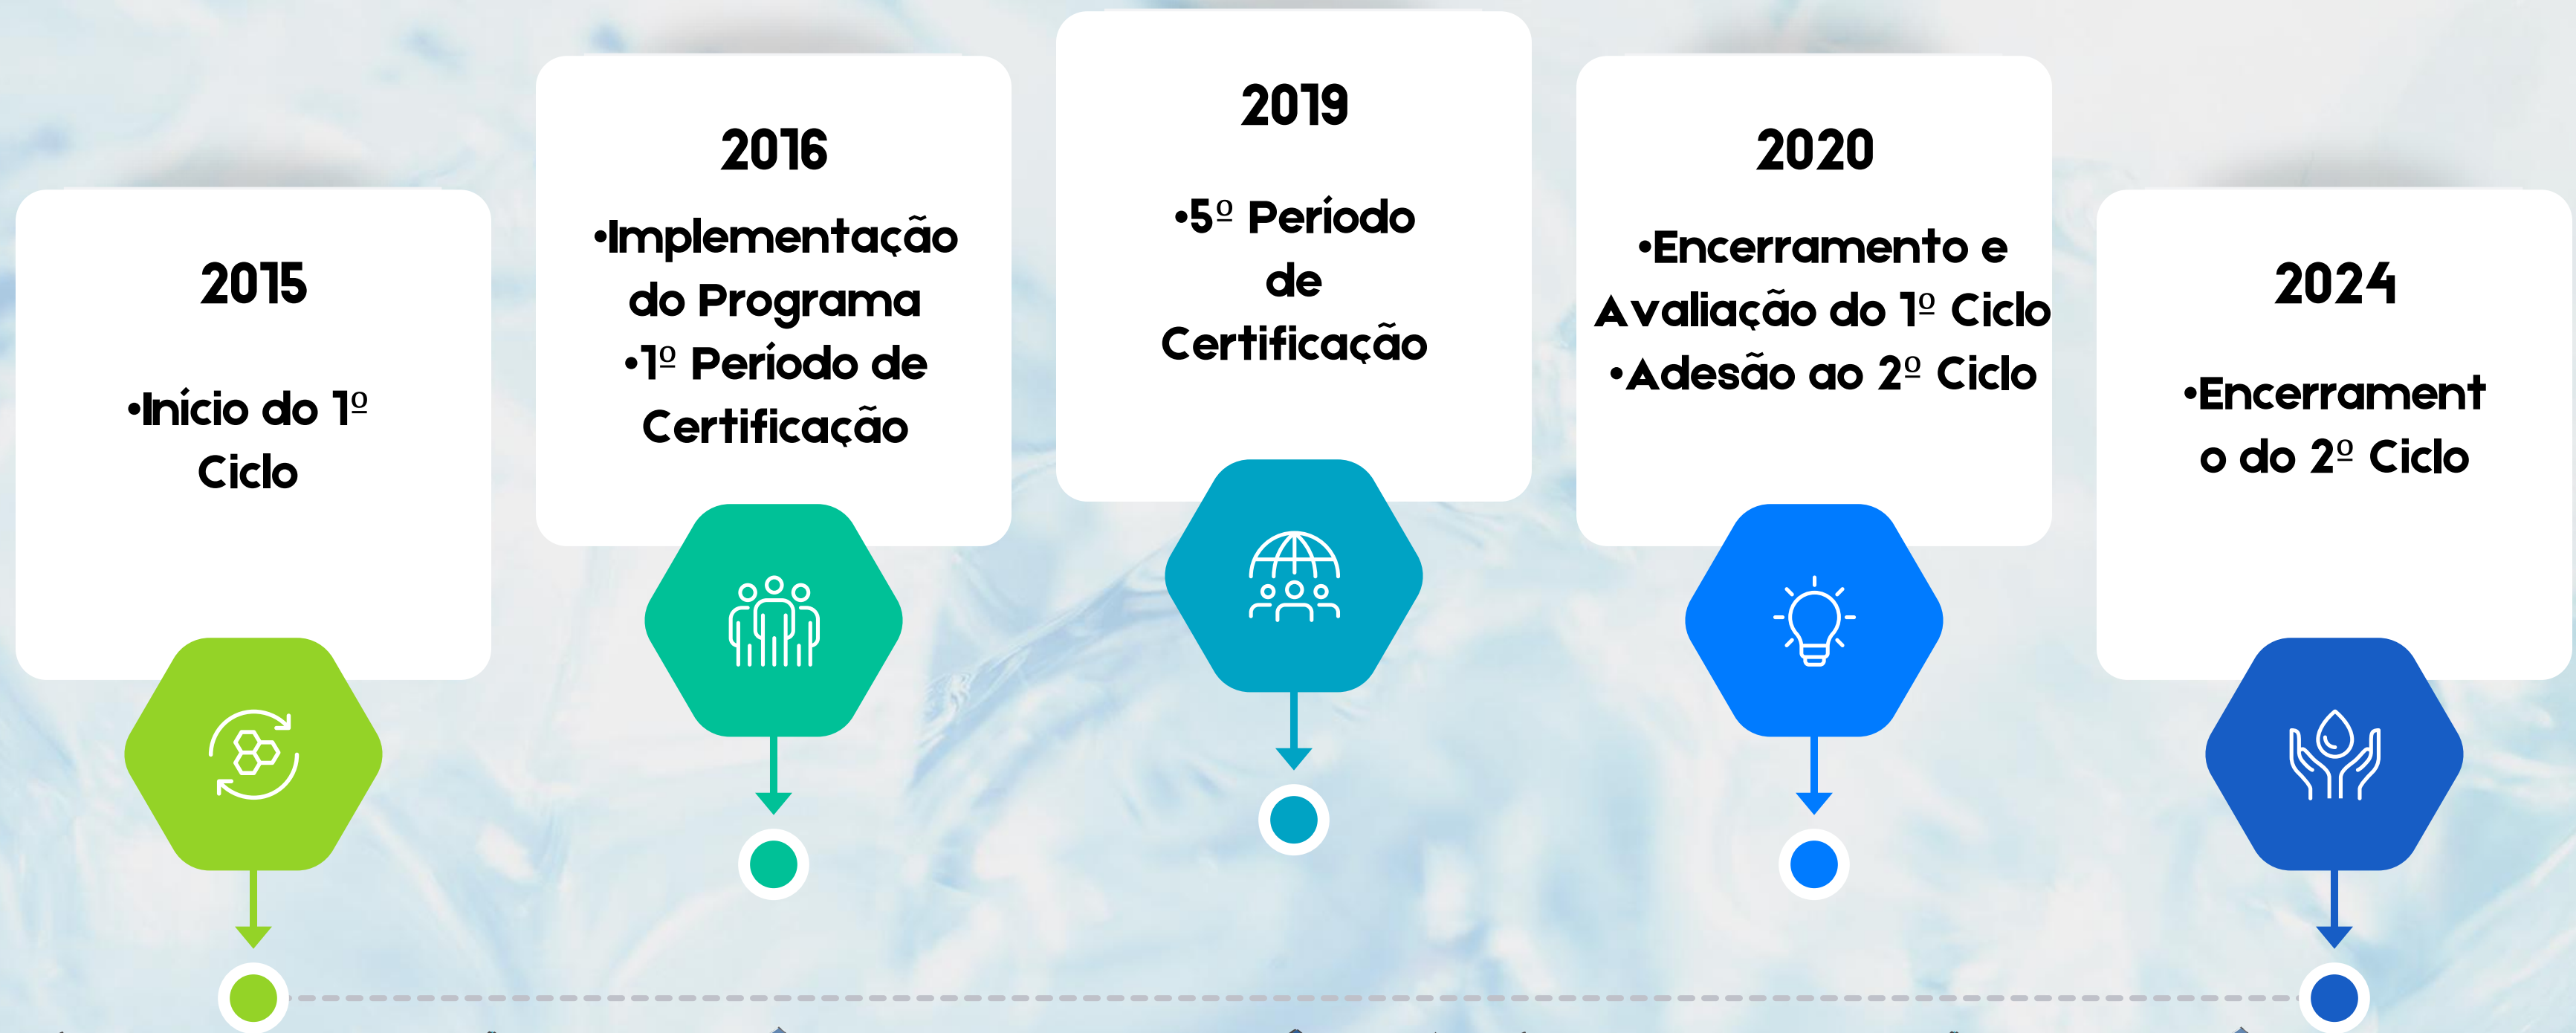 2015
•Início do 1º
Ciclo
2016
•Implementação
do Programa
•1º Período de
Certificação
2019
•5º Período
de
Certificação
2020
•Encerramento e
Avaliação do 1º Ciclo
•Adesão ao 2º Ciclo
2024
•Encerrament
o do 2º Ciclo